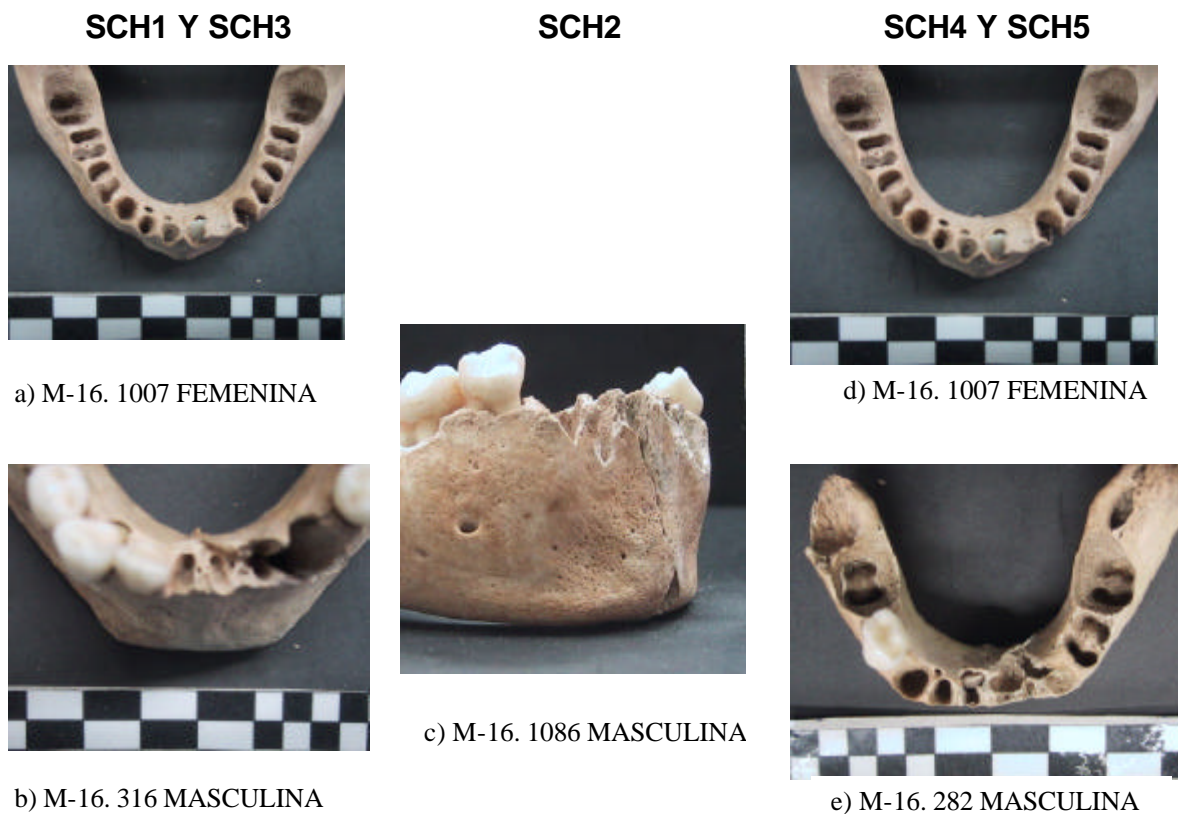 SCH1 Y SCH3
SCH2
SCH4 Y SCH5
a) M-16. 1007 FEMENINA
d) M-16. 1007 FEMENINA
c) M-16. 1086 MASCULINA
b) M-16. 316 MASCULINA
e) M-16. 282 MASCULINA